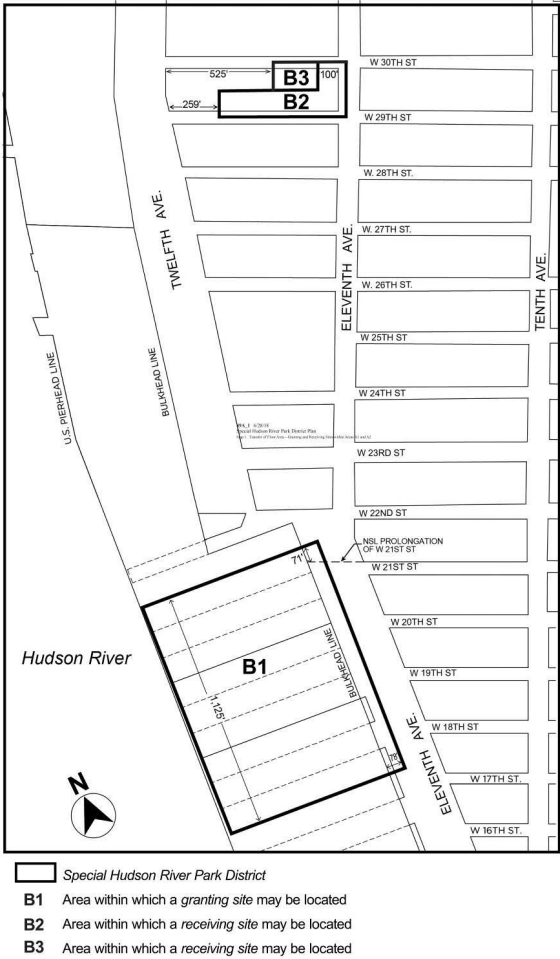 W 30TH ST
525'
B3
100'
B2
259'
W 29TH ST
W. 28TH ST.
TWELFTH AVE.
W. 27TH ST.
ELEVENTH AVE.
TENTH AVE.
W. 26TH ST.
W 25TH ST
U.S. PIERHEAD LINE
BULKHEAD LINE
W 24TH ST
Special Hudson River Park District Plan
W 23RD ST
W 22ND ST
NSL PROLONGATION
OF W 21ST ST
71'
W 21ST ST
W 20TH ST
Hudson River
B1
BULKHEAD LINE
W 19TH ST
1,125'
ELEVENTH AVE.
W 18TH ST
78'
W 17TH ST.
N
W 16TH ST.
Special Hudson River Park District
B1 Area within which a granting site may be located
B2 Area within which a receiving site may be located
B3 Area within which a receiving site may be located